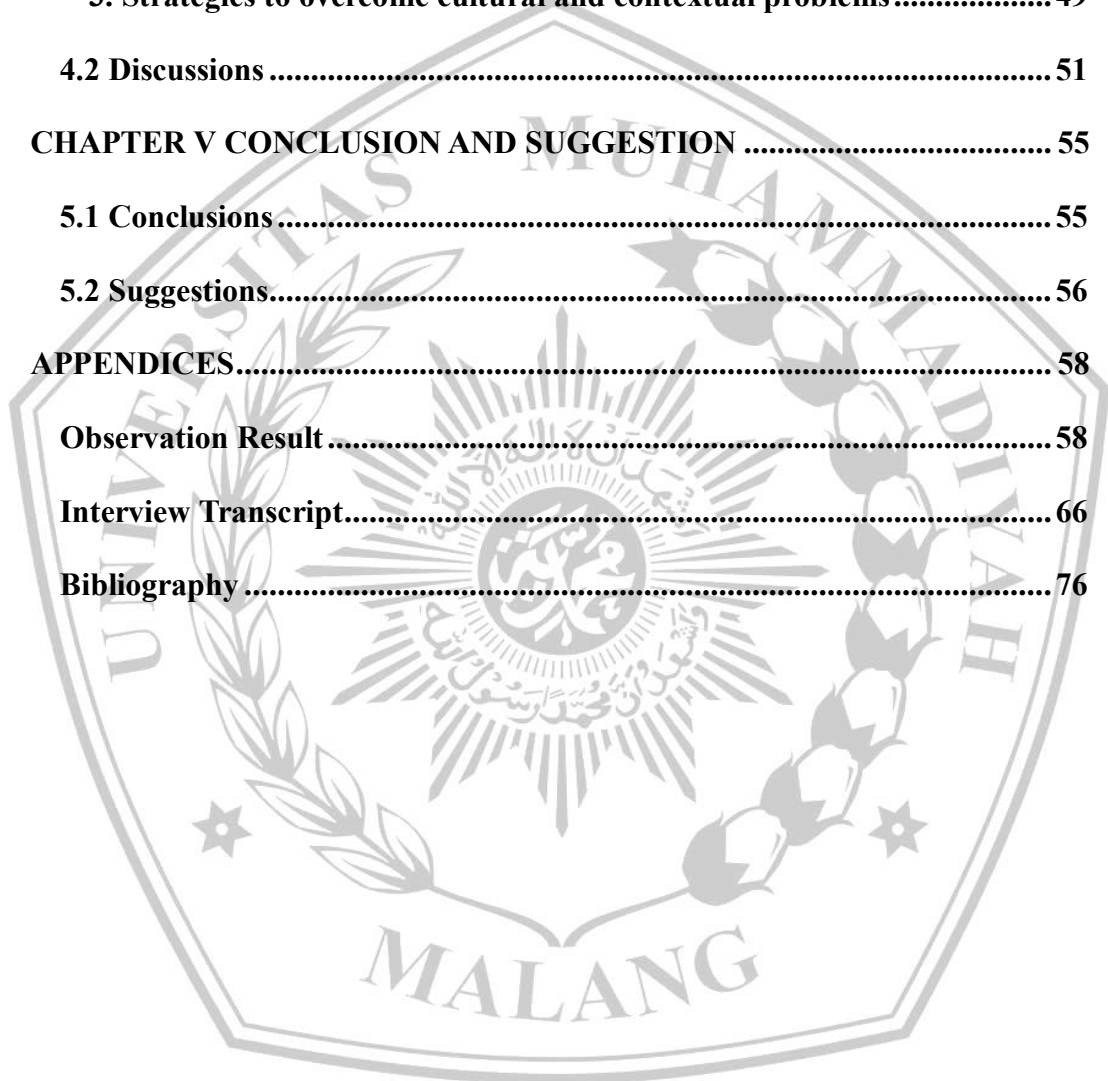 Strategies to overcome cultural and contextual problems ................... 49
4.2 Discussions ................................................................................................ 51
CHAPTER V CONCLUSION AND SUGGESTION ..................................... 55
5.1 Conclusions .............................................................................................. 55
5.2 Suggestions ............................................................................................... 56
APPENDICES ................................................................................................... 58
Observation Result ........................................................................................ 58
Interview Transcript ...................................................................................... 66
Bibliography .................................................................................................. 76
UNIVERSITAS MUHAMMADIYAH
MALANG